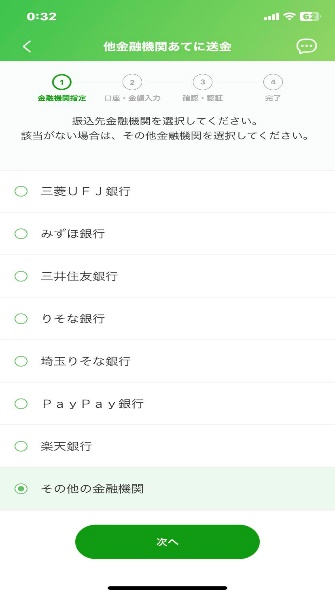 0:32
62
他金融機関あてに送金
1
2
3
4
金融機関指定
口座・金額入力
確認・認証
完了
振込先金融機関を選択してください。
該当がない場合は、その他金融機関を選択してください。
三菱ＵＦＪ銀行
みずほ銀行
三井住友銀行
りそな銀行
埼玉りそな銀行
ＰａｙＰａｙ銀行
楽天銀行
その他の金融機関
次へ